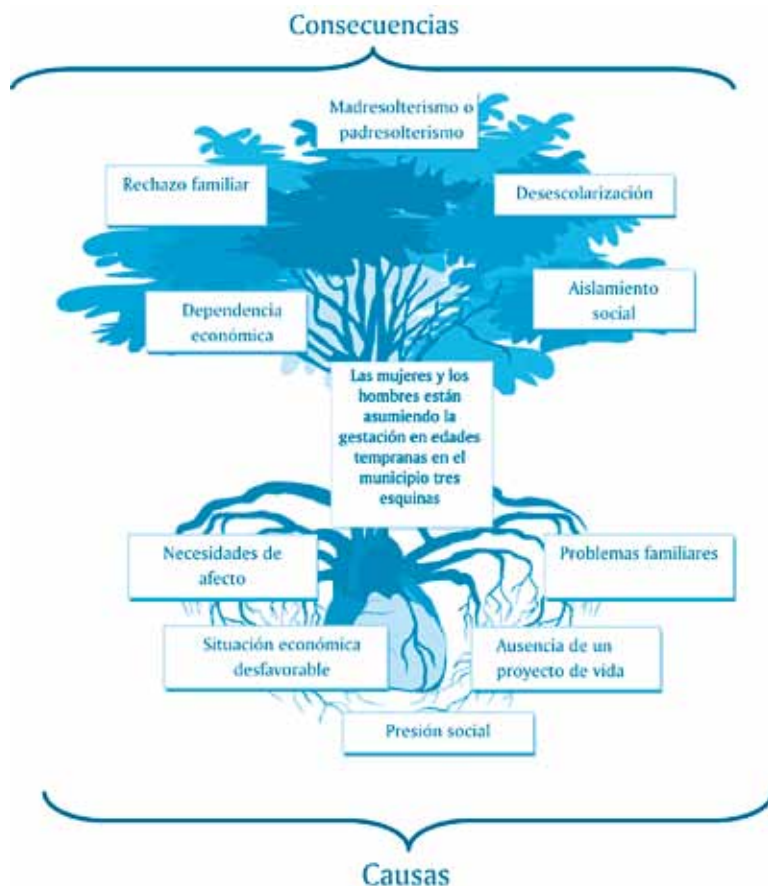 Consecuencias
Madresolterismo o
padresolterismo
Rechazo familiar
Desescolarización
Dependencia
económica
Aislamiento
social
Las mujeres y los
hombres están
asumiendo la
gestación en edades
tempranas en el
municipio tres
esquinas
Necesidades de
afecto
Problemas familiares
Situación económica
desfavorable
Ausencia de un
proyecto de vida
Presión social
Causas